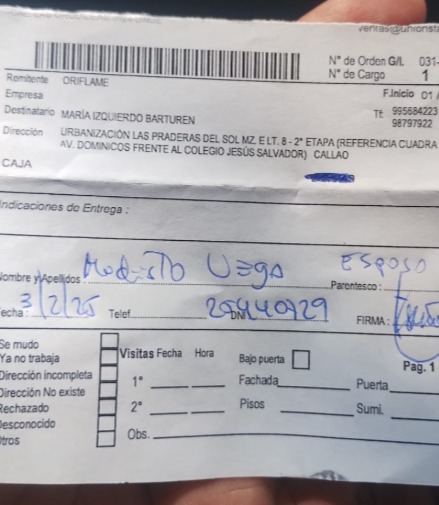 ventas@unionsta
N° de Orden G/I. 031-
N° de Cargo 1
Remitente ORIFLAME
Empresa F.Inicio 01 /
Destinatario MARÍA IZQUIERDO BARTUREN Tf: 995684223
98797922
Dirección URBANIZACIÓN LAS PRADERAS DEL SOL MZ. E LT. 8 - 2° ETAPA (REFERENCIA CUADRA
AV. DOMINICOS FRENTE AL COLEGIO JESÚS SALVADOR) CALLAO
CAJA
Indicaciones de Entrega :
Nombre y Apellidos : Modesto Vega Parentesco : ESPOSO
Fecha : 3/2/25 Telef DNI 25440929 FIRMA:
Se mudo Visitas Fecha Hora Bajo puerta Pag. 1
Ya no trabaja
Dirección incompleta 1° Fachada Puerta
Dirección No existe
Rechazado 2° Pisos Sumi.
Desconocido
Otros Obs.